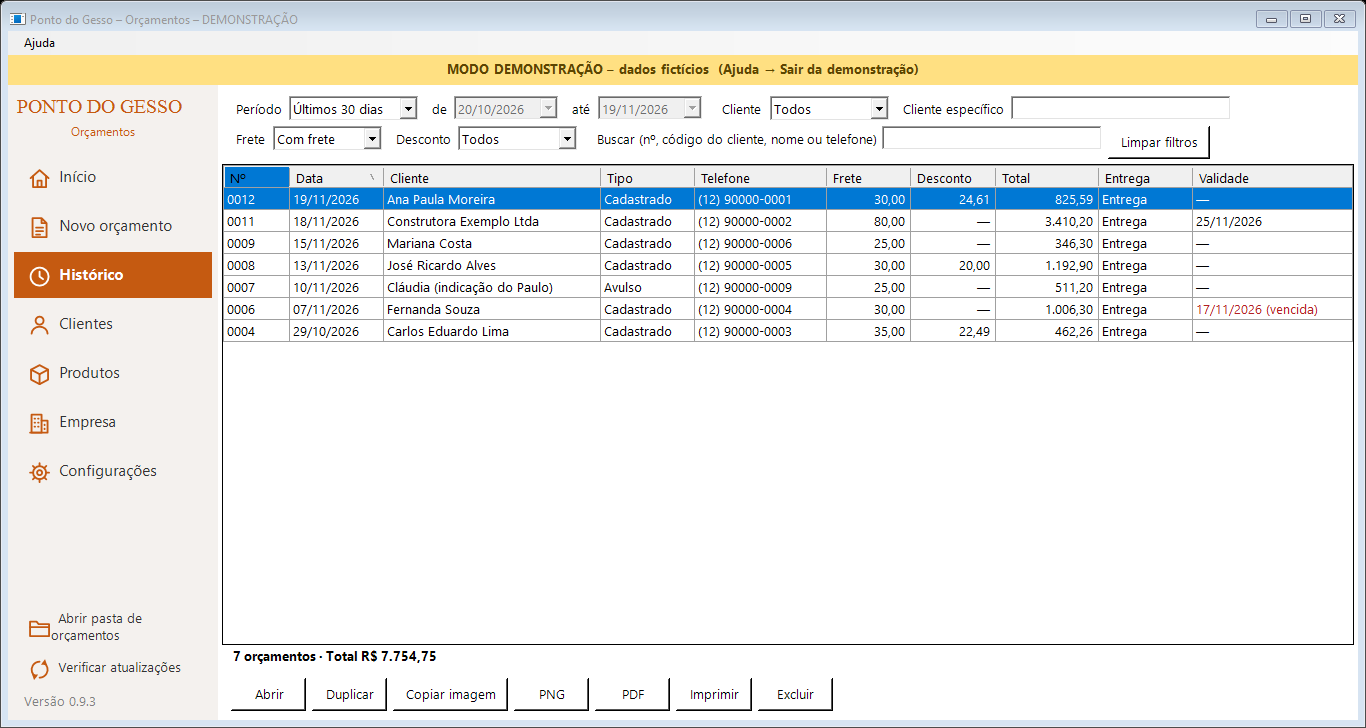 Ponto do Gesso – Orçamentos – DEMONSTRAÇÃO
Ajuda
MODO DEMONSTRAÇÃO – dados fictícios (Ajuda → Sair da demonstração)
PONTO DO GESSO
Orçamentos
Início
Novo orçamento
Histórico
Clientes
Produtos
Empresa
Configurações
Abrir pasta de
orçamentos
Verificar atualizações
Versão 0.9.3
Período Últimos 30 dias de 20/10/2026 até 19/11/2026 Cliente Todos Cliente específico
Frete Com frete Desconto Todos Buscar (nº, código do cliente, nome ou telefone) Limpar filtros
Nº Data Cliente Tipo Telefone Frete Desconto Total Entrega Validade
0012 19/11/2026 Ana Paula Moreira Cadastrado (12) 90000-0001 30,00 24,61 825,59 Entrega —
0011 18/11/2026 Construtora Exemplo Ltda Cadastrado (12) 90000-0002 80,00 — 3.410,20 Entrega 25/11/2026
0009 15/11/2026 Mariana Costa Cadastrado (12) 90000-0006 25,00 — 346,30 Entrega —
0008 13/11/2026 José Ricardo Alves Cadastrado (12) 90000-0005 30,00 20,00 1.192,90 Entrega —
0007 10/11/2026 Cláudia (indicação do Paulo) Avulso (12) 90000-0009 25,00 — 511,20 Entrega —
0006 07/11/2026 Fernanda Souza Cadastrado (12) 90000-0004 30,00 — 1.006,30 Entrega 17/11/2026 (vencida)
0004 29/10/2026 Carlos Eduardo Lima Cadastrado (12) 90000-0003 35,00 22,49 462,26 Entrega —
7 orçamentos · Total R$ 7.754,75
Abrir Duplicar Copiar imagem PNG PDF Imprimir Excluir